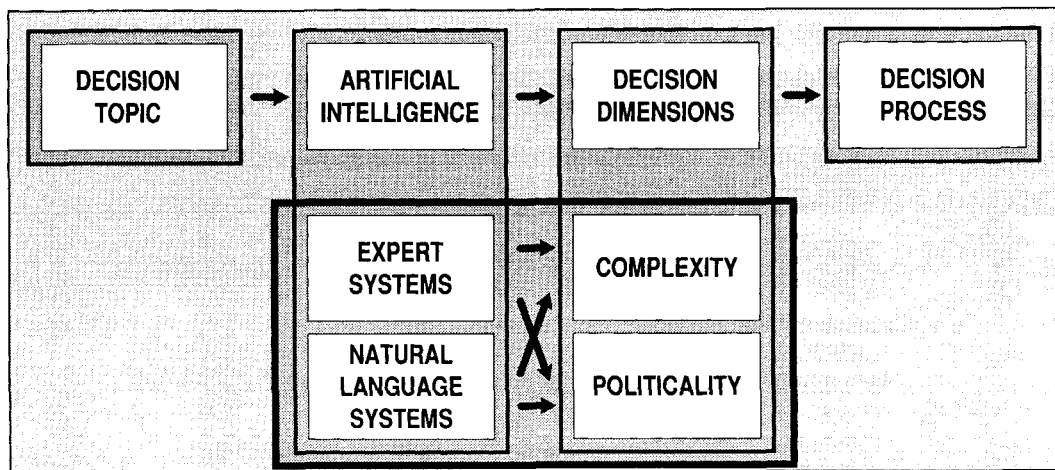 DECISION
TOPIC
ARTIFICIAL
INTELLIGENCE
DECISION
DIMENSIONS
DECISION
PROCESS
EXPERT
SYSTEMS
COMPLEXITY
NATURAL
LANGUAGE
SYSTEMS
POLITICALITY